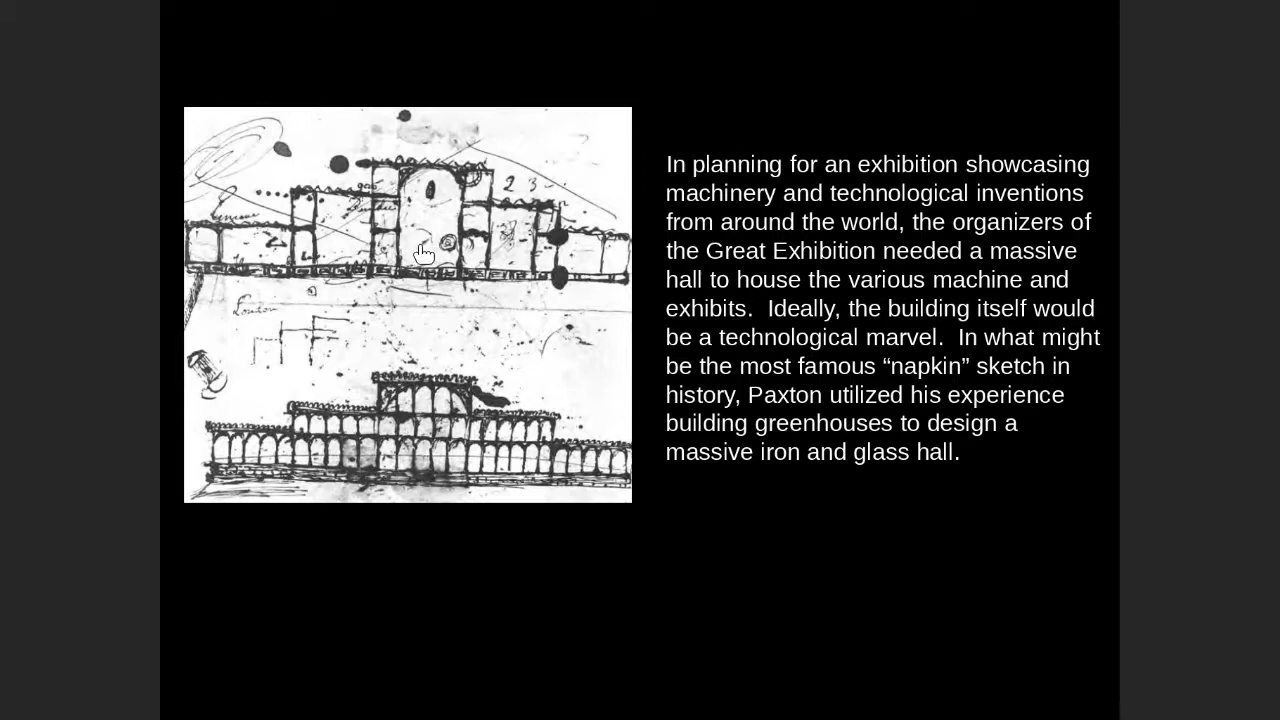 2 3
London
In planning for an exhibition showcasing
machinery and technological inventions
from around the world, the organizers of
the Great Exhibition needed a massive
hall to house the various machine and
exhibits.  Ideally, the building itself would
be a technological marvel.  In what might
be the most famous “napkin” sketch in
history, Paxton utilized his experience
building greenhouses to design a
massive iron and glass hall.